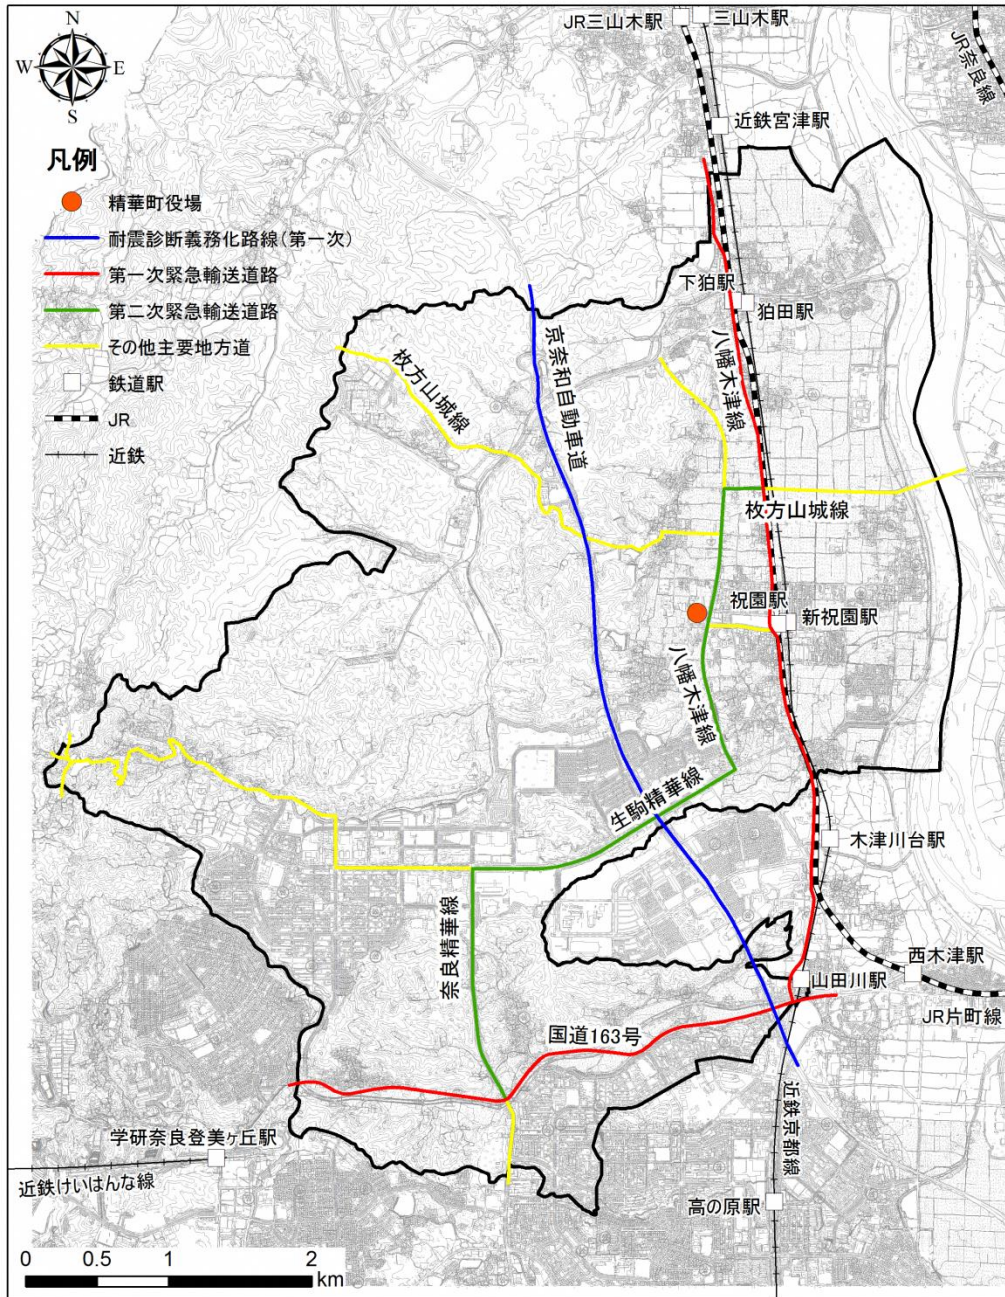 N
W
E
S
凡例
精華町役場
耐震診断義務化路線(第一次)
第一次緊急輸送道路
第二次緊急輸送道路
その他主要地方道
鉄道駅
JR
近鉄
JR三山木駅
三山木駅
JR奈良線
近鉄宮津駅
下狛駅
狛田駅
八幡木津線
京奈和自動車道
枚方山城線
枚方山城線
祝園駅
新祝園駅
八幡木津線
生駒精華線
木津川台駅
奈良精華線
西木津駅
山田川駅
JR片町線
国道163号
近鉄京都線
学研奈良登美ヶ丘駅
近鉄けいはんな線
高の原駅
0 0.5 1 2
km